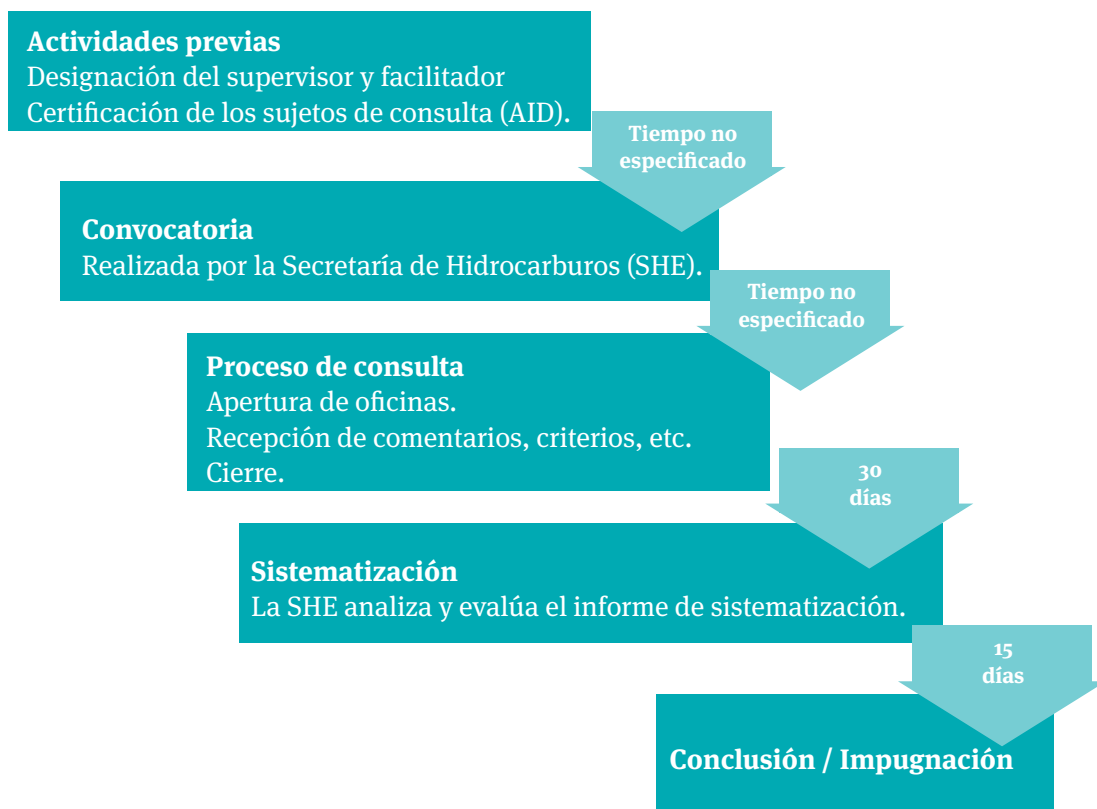 Actividades previas
Designación del supervisor y facilitador
Certificación de los sujetos de consulta (AID).
Tiempo no
especificado
Convocatoria
Realizada por la Secretaría de Hidrocarburos (SHE).
Tiempo no
especificado
Proceso de consulta
Apertura de oficinas.
Recepción de comentarios, criterios, etc.
Cierre.
30
días
Sistematización
La SHE analiza y evalúa el informe de sistematización.
15
días
Conclusión / Impugnación